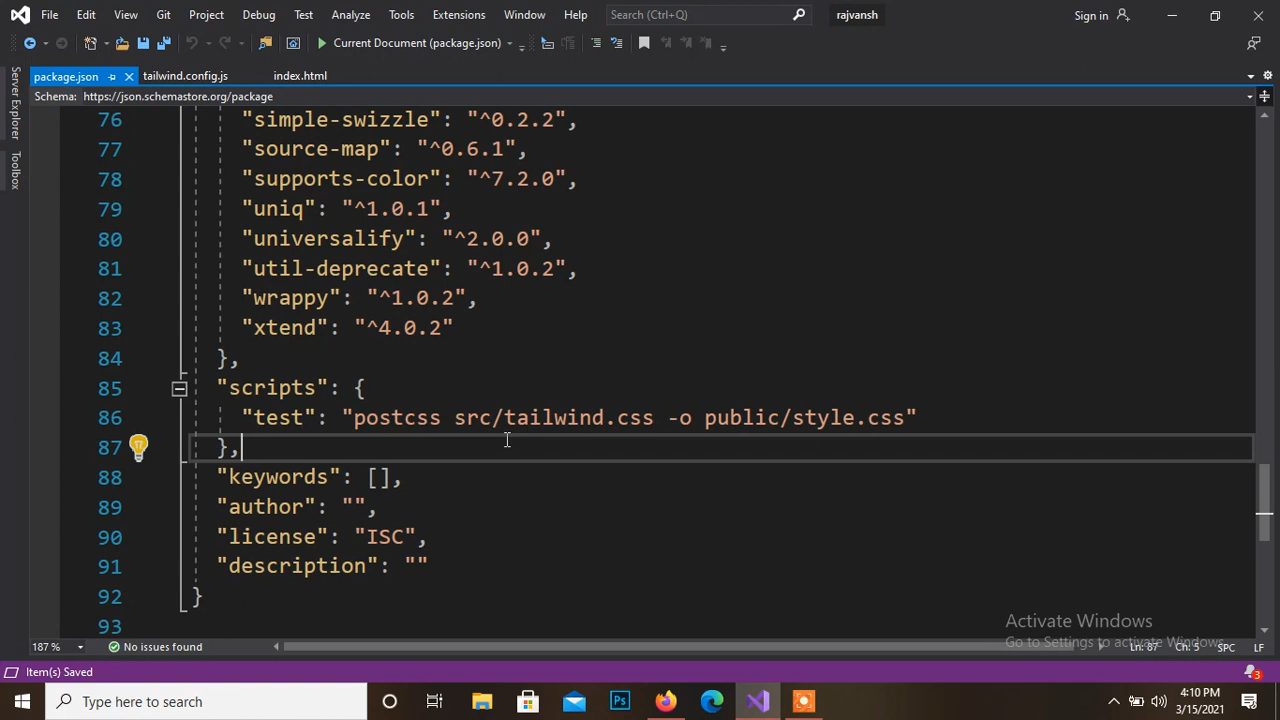 File Edit View Git Project Debug Test Analyze Tools Extensions Window Help Search (Ctrl+Q) rajvansh Sign in
Current Document (package.json)
package.json tailwind.config.js index.html
Schema: https://json.schemastore.org/package
Server Explorer
Toolbox
76 "simple-swizzle": "^0.2.2",
77 "source-map": "^0.6.1",
78 "supports-color": "^7.2.0",
79 "uniq": "^1.0.1",
80 "universalify": "^2.0.0",
81 "util-deprecate": "^1.0.2",
82 "wrappy": "^1.0.2",
83 "xtend": "^4.0.2"
84 },
85 "scripts": {
86 "test": "postcss src/tailwind.css -o public/style.css"
87 },
88 "keywords": [],
89 "author": "",
90 "license": "ISC",
91 "description": ""
92 }
93
Activate Windows
Go to Settings to activate Windows.
187 % No issues found Ln: 87 Ch: 5 SPC LF
Item(s) Saved 3
Type here to search
4:10 PM
3/15/2021